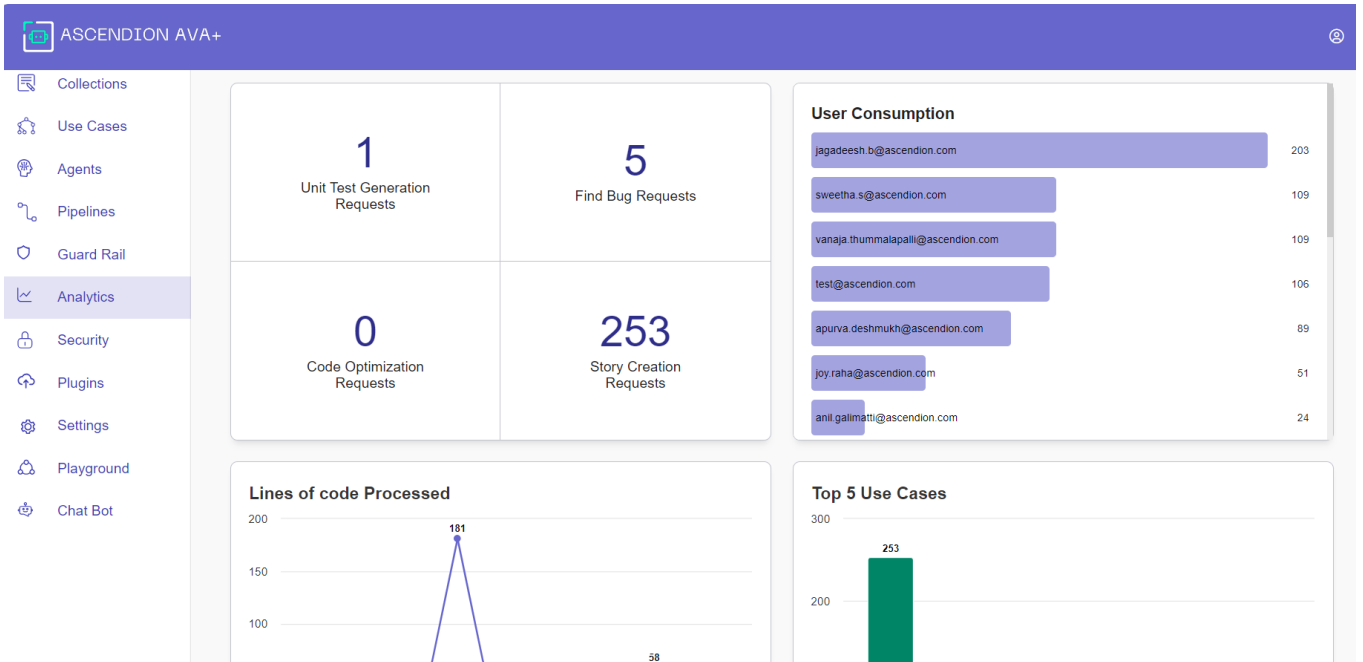 ASCENDION AVA+
Collections
Use Cases
Agents
Pipelines
Guard Rail
Analytics
Security
Plugins
Settings
Playground
Chat Bot
1
Unit Test Generation
Requests
5
Find Bug Requests
0
Code Optimization
Requests
253
Story Creation
Requests
User Consumption
jagadeesh.b@ascendion.com 203
sweetha.s@ascendion.com 109
vanaja.thummalapalli@ascendion.com 109
test@ascendion.com 106
apurva.deshmukh@ascendion.com 89
joy.raha@ascendion.com 51
anil.galimatti@ascendion.com 24
Lines of code Processed
200
181
150
100
58
Top 5 Use Cases
300
253
200